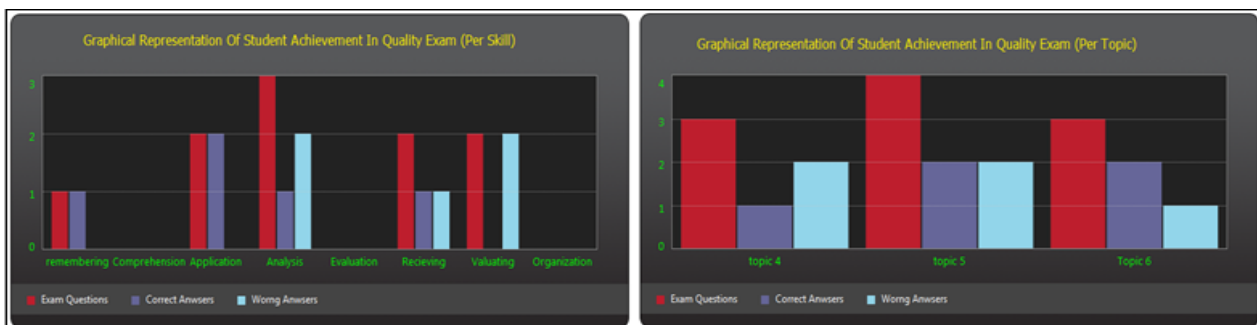 Graphical Representation Of Student Achievement In Quality Exam (Per Skill)
3
2
1
0
remembering Comprehension Application Analysis Evaluation Recieving Valuating Organization
Exam Questions Correct Anwsers Worng Anwsers
Graphical Representation Of Student Achievement In Quality Exam (Per Topic)
4
3
2
1
0
topic 4 topic 5 Topic 6
Exam Questions Correct Anwsers Worng Anwsers